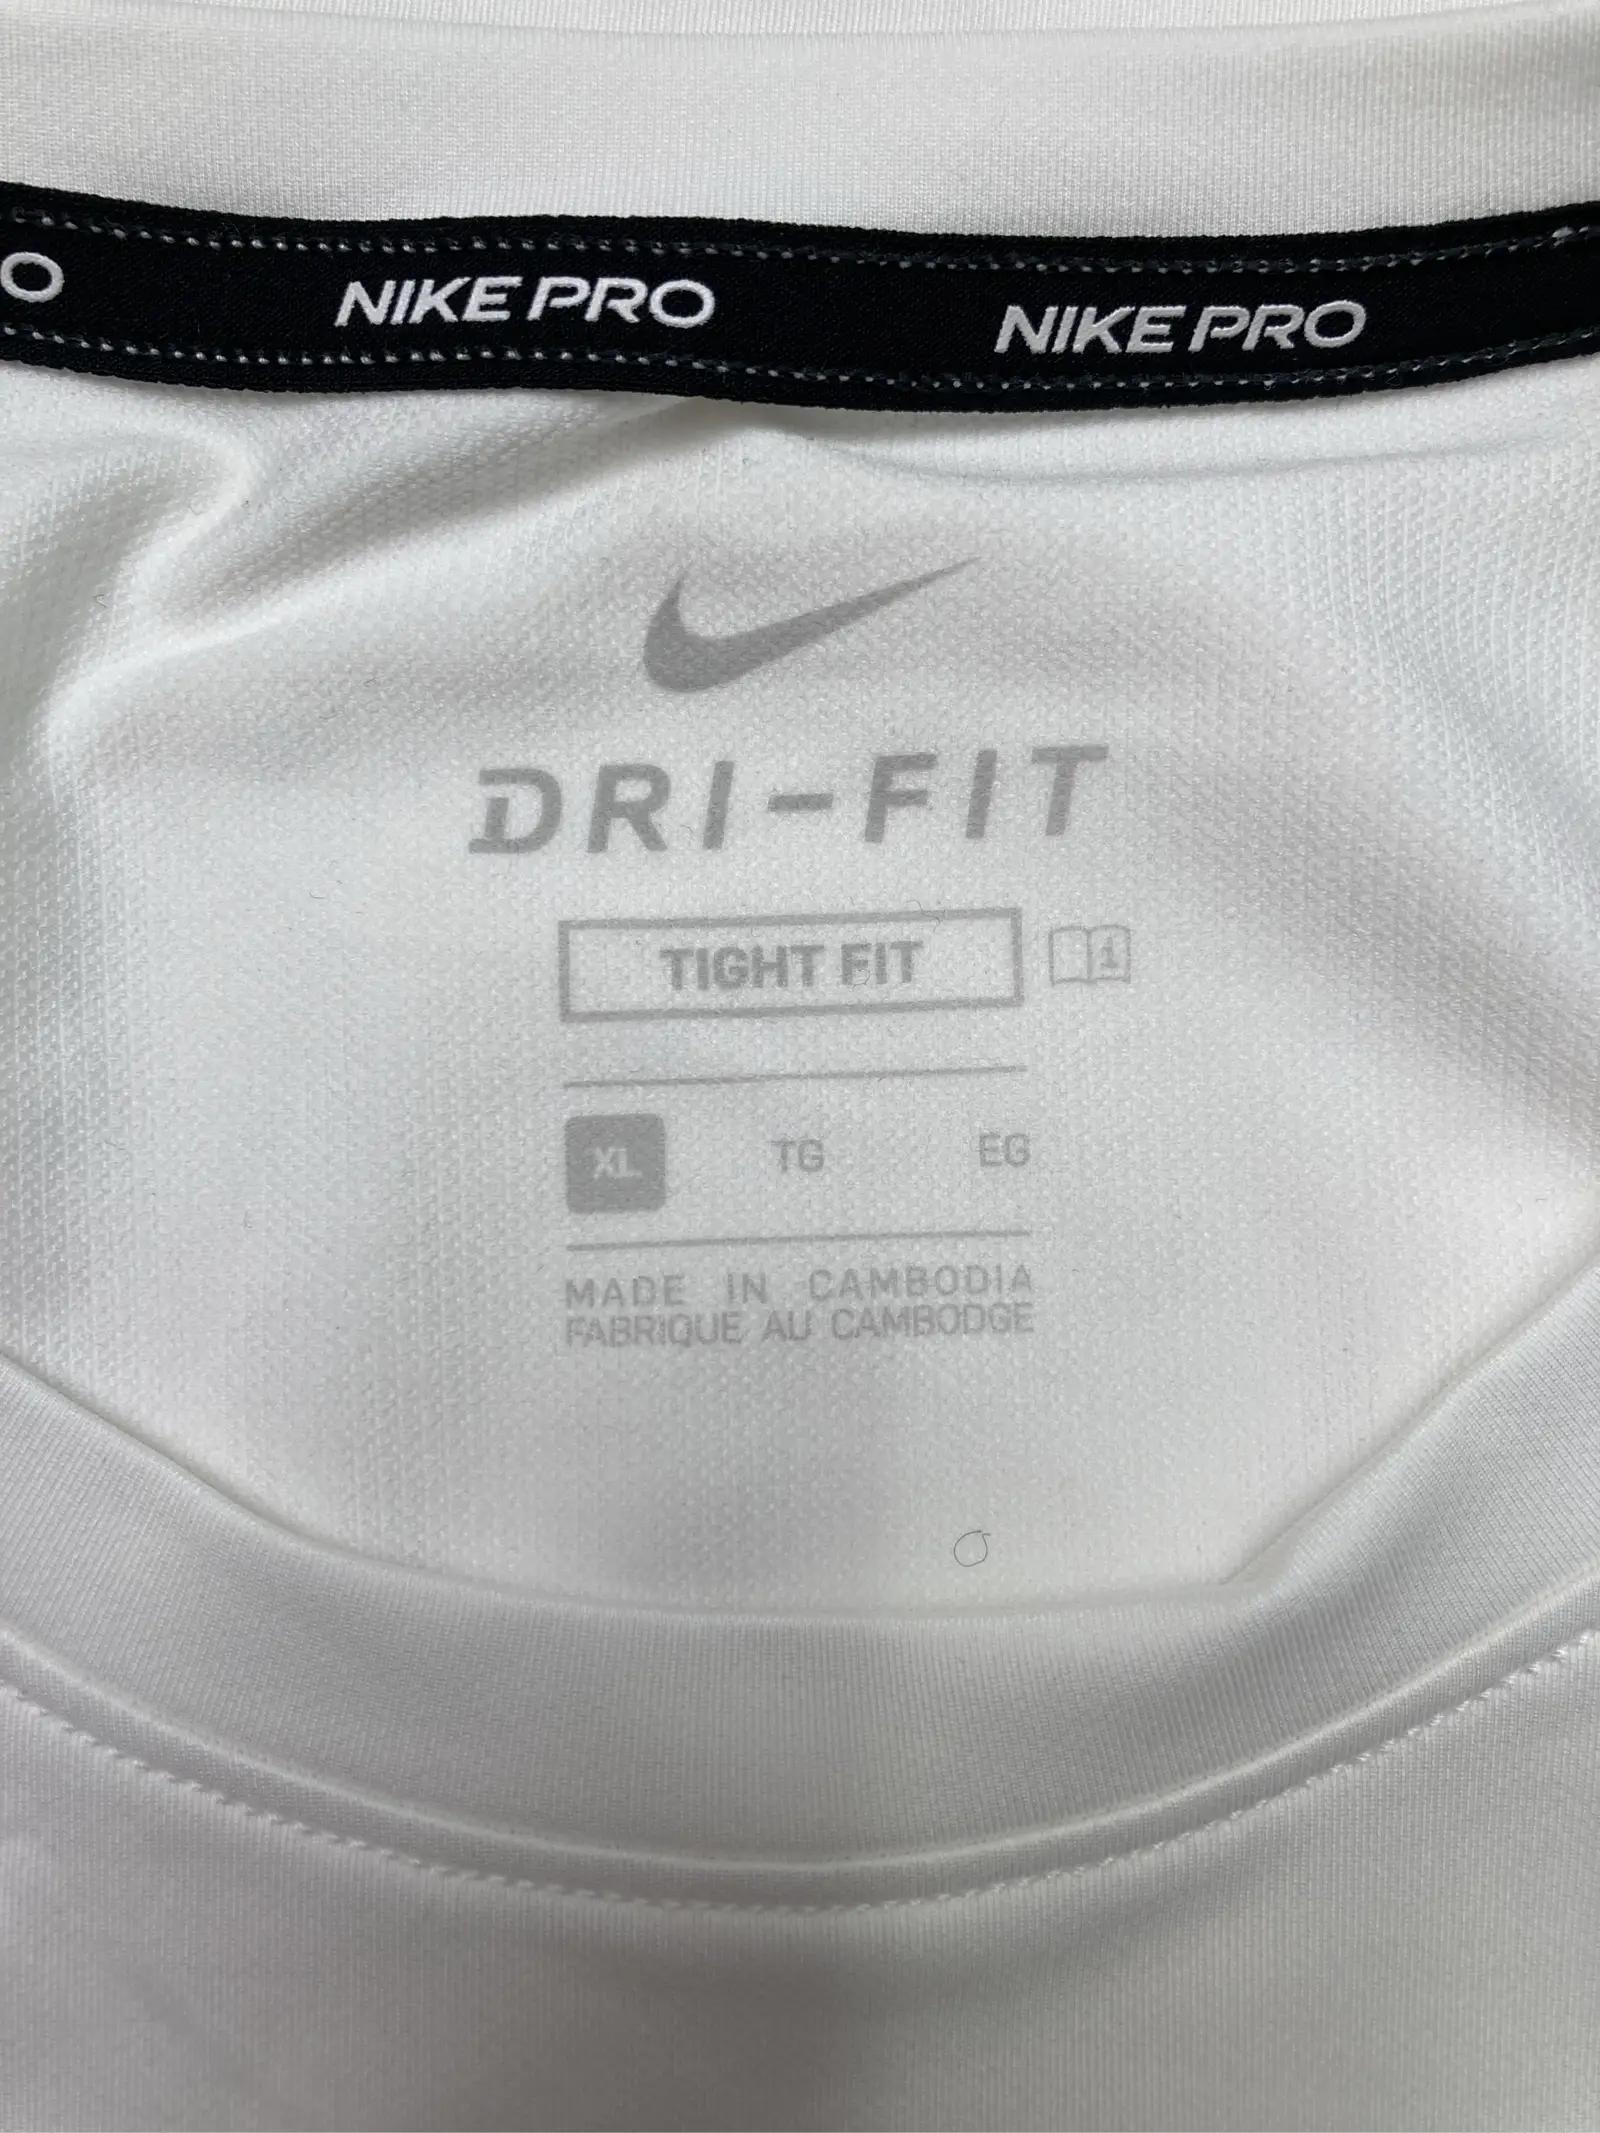 O NIKE PRO NIKE PRO
DRI-FIT
TIGHT FIT i
XL TG EG
MADE IN CAMBODIA
FABRIQUE AU CAMBODGE